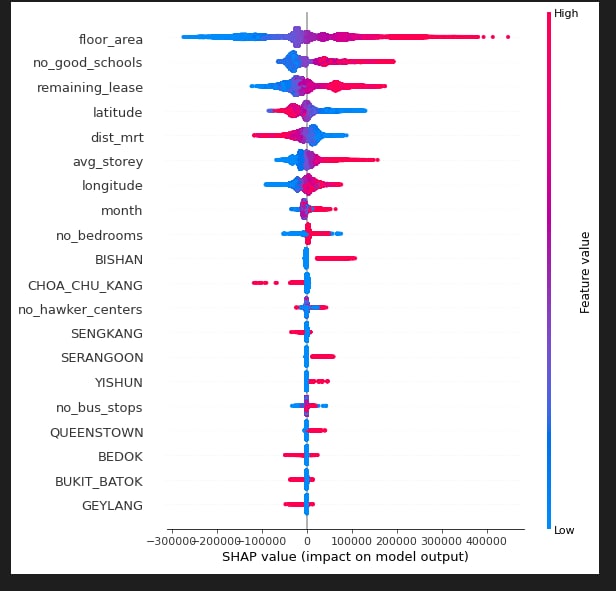 High
floor_area
no_good_schools
remaining_lease
latitude
dist_mrt
avg_storey
longitude
month
no_bedrooms
BISHAN
CHOA_CHU_KANG
no_hawker_centers
SENGKANG
SERANGOON
YISHUN
no_bus_stops
QUEENSTOWN
BEDOK
BUKIT_BATOK
GEYLANG
Feature value
Low
−300000 −200000 −100000 0 100000 200000 300000 400000
SHAP value (impact on model output)